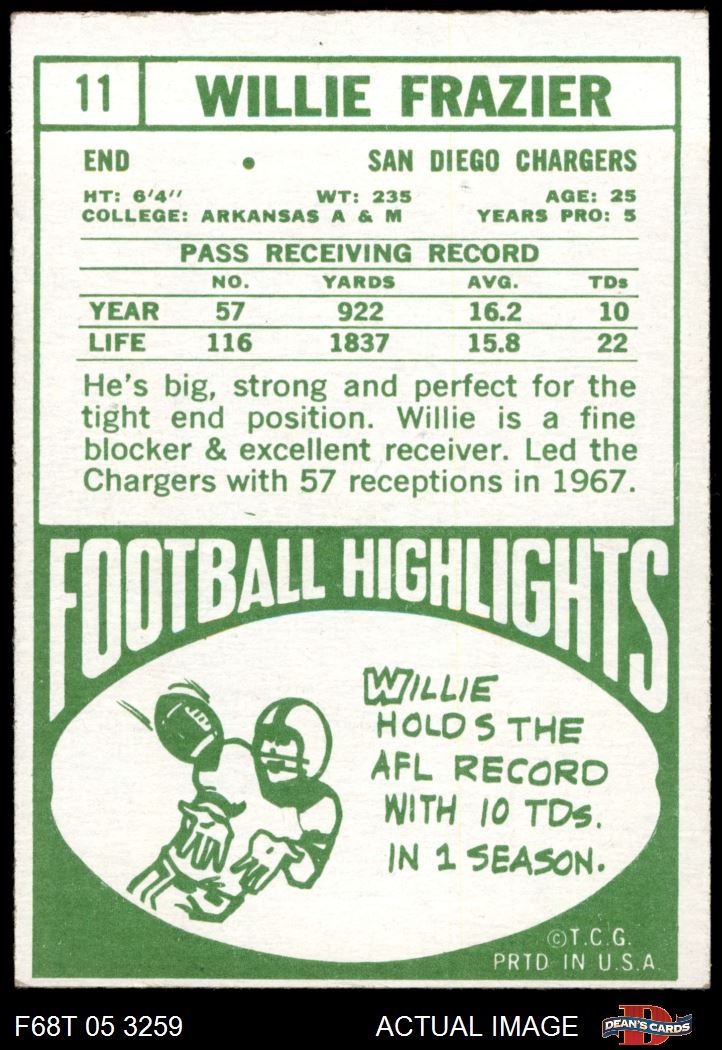 11 WILLIE FRAZIER
END • SAN DIEGO CHARGERS
HT: 6'4" WT: 235 AGE: 25
COLLEGE: ARKANSAS A & M YEARS PRO: 5
PASS RECEIVING RECORD
NO. YARDS AVG. TDs
YEAR 57 922 16.2 10
LIFE 116 1837 15.8 22
He's big, strong and perfect for the
tight end position. Willie is a fine
blocker & excellent receiver. Led the
Chargers with 57 receptions in 1967.
FOOTBALL HIGHLIGHTS
WILLIE
HOLDS THE
AFL RECORD
WITH 10 TDs.
IN 1 SEASON.
©T.C.G.
PRTD IN U.S.A.
F68T 05 3259 ACTUAL IMAGE D DEAN'S CARDS